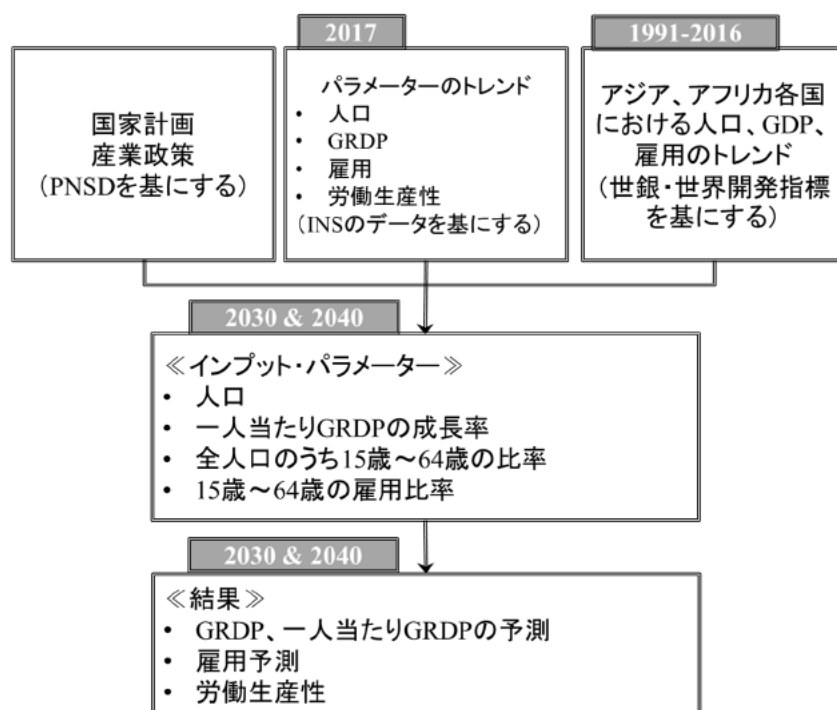 国家計画
産業政策
（PNSDを基にする）
2017
パラメーターのトレンド
• 人口
• GRDP
• 雇用
• 労働生産性
（INSのデータを基にする）
1991-2016
アジア、アフリカ各国
における人口、GDP、
雇用のトレンド
（世銀・世界開発指標
を基にする）
2030 & 2040
≪インプット・パラメーター≫
• 人口
• 一人当たりGRDPの成長率
• 全人口のうち15歳～64歳の比率
• 15歳～64歳の雇用比率
2030 & 2040
≪結果≫
• GRDP、一人当たりGRDPの予測
• 雇用予測
• 労働生産性